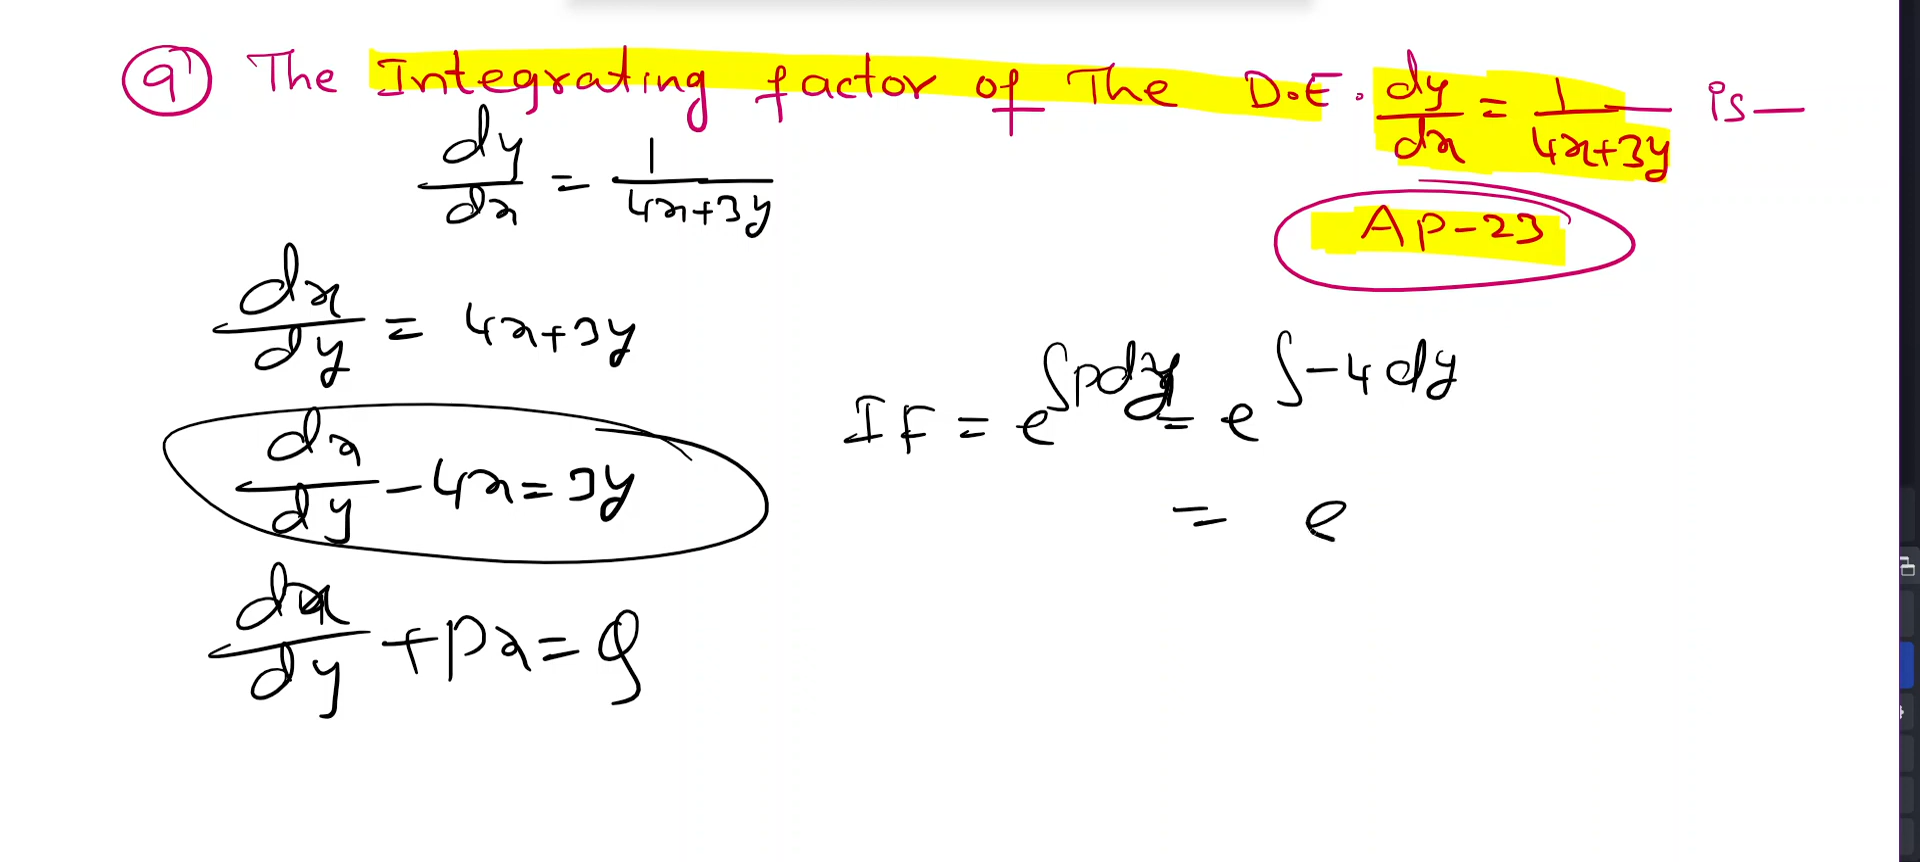 9) The Integrating factor of The D.E. dy/dx = 1/(4x+3y) is—
AP-23
dy/dx = 1/(4x+3y)
dx/dy = 4x+3y
dx/dy - 4x = 3y
dx/dy + Px = Q
IF = e^∫Pdy = e^∫-4dy
= e